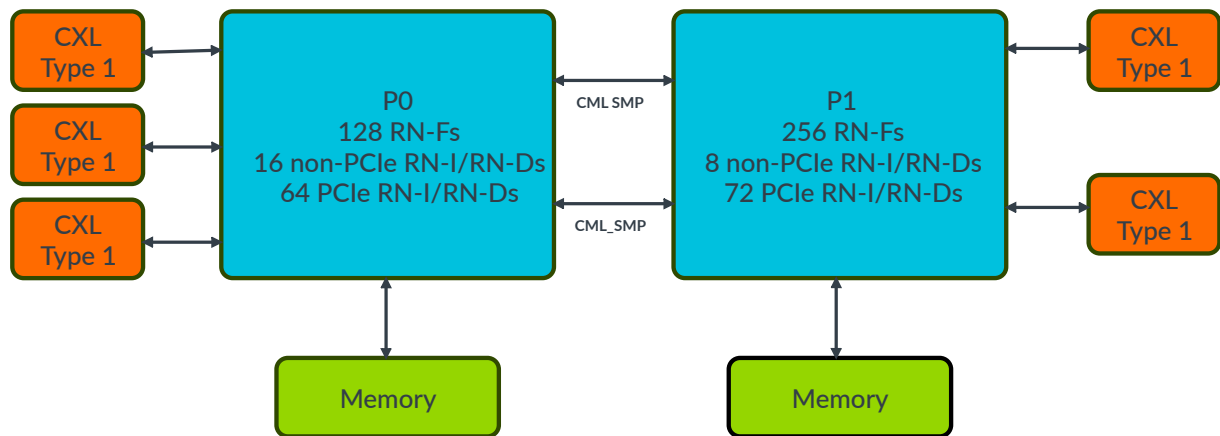 CXL
Type 1
CXL
Type 1
CXL
Type 1
P0
128 RN-Fs
16 non-PCIe RN-I/RN-Ds
64 PCIe RN-I/RN-Ds
CML SMP
CML_SMP
P1
256 RN-Fs
8 non-PCIe RN-I/RN-Ds
72 PCIe RN-I/RN-Ds
CXL
Type 1
CXL
Type 1
Memory
Memory